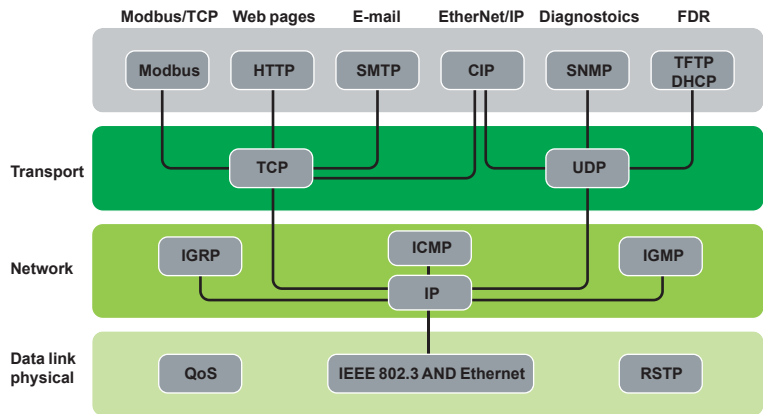 Modbus/TCP Web pages E-mail EtherNet/IP Diagnostoics FDR
Modbus HTTP SMTP CIP SNMP TFTP
DHCP
Transport TCP UDP
Network IGRP ICMP IGMP
IP
Data link
physical
QoS IEEE 802.3 AND Ethernet RSTP